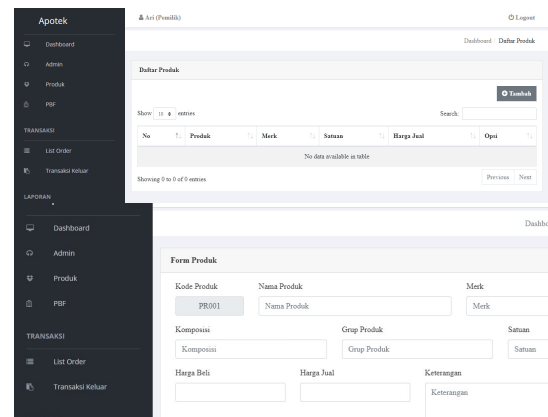 Apotek
Ari (Pemilik)
Logout
Dashboard / Daftar Produk
Dashboard
Admin
Produk
PBF
TRANSAKSI
List Order
Transaksi Keluar
LAPORAN
Daftar Produk
Tambah
Show 10 entries
Search:
No Produk Merk Satuan Harga Jual Opsi
No data available in table
Showing 0 to 0 of 0 entries
Previous Next
Dashboard
Admin
Produk
PBF
TRANSAKSI
List Order
Transaksi Keluar
Dashbo
Form Produk
Kode Produk Nama Produk Merk
PR001 Nama Produk Merk
Komposisi Grup Produk Satuan
Komposisi Grup Produk Satuan
Harga Beli Harga Jual Keterangan
Keterangan